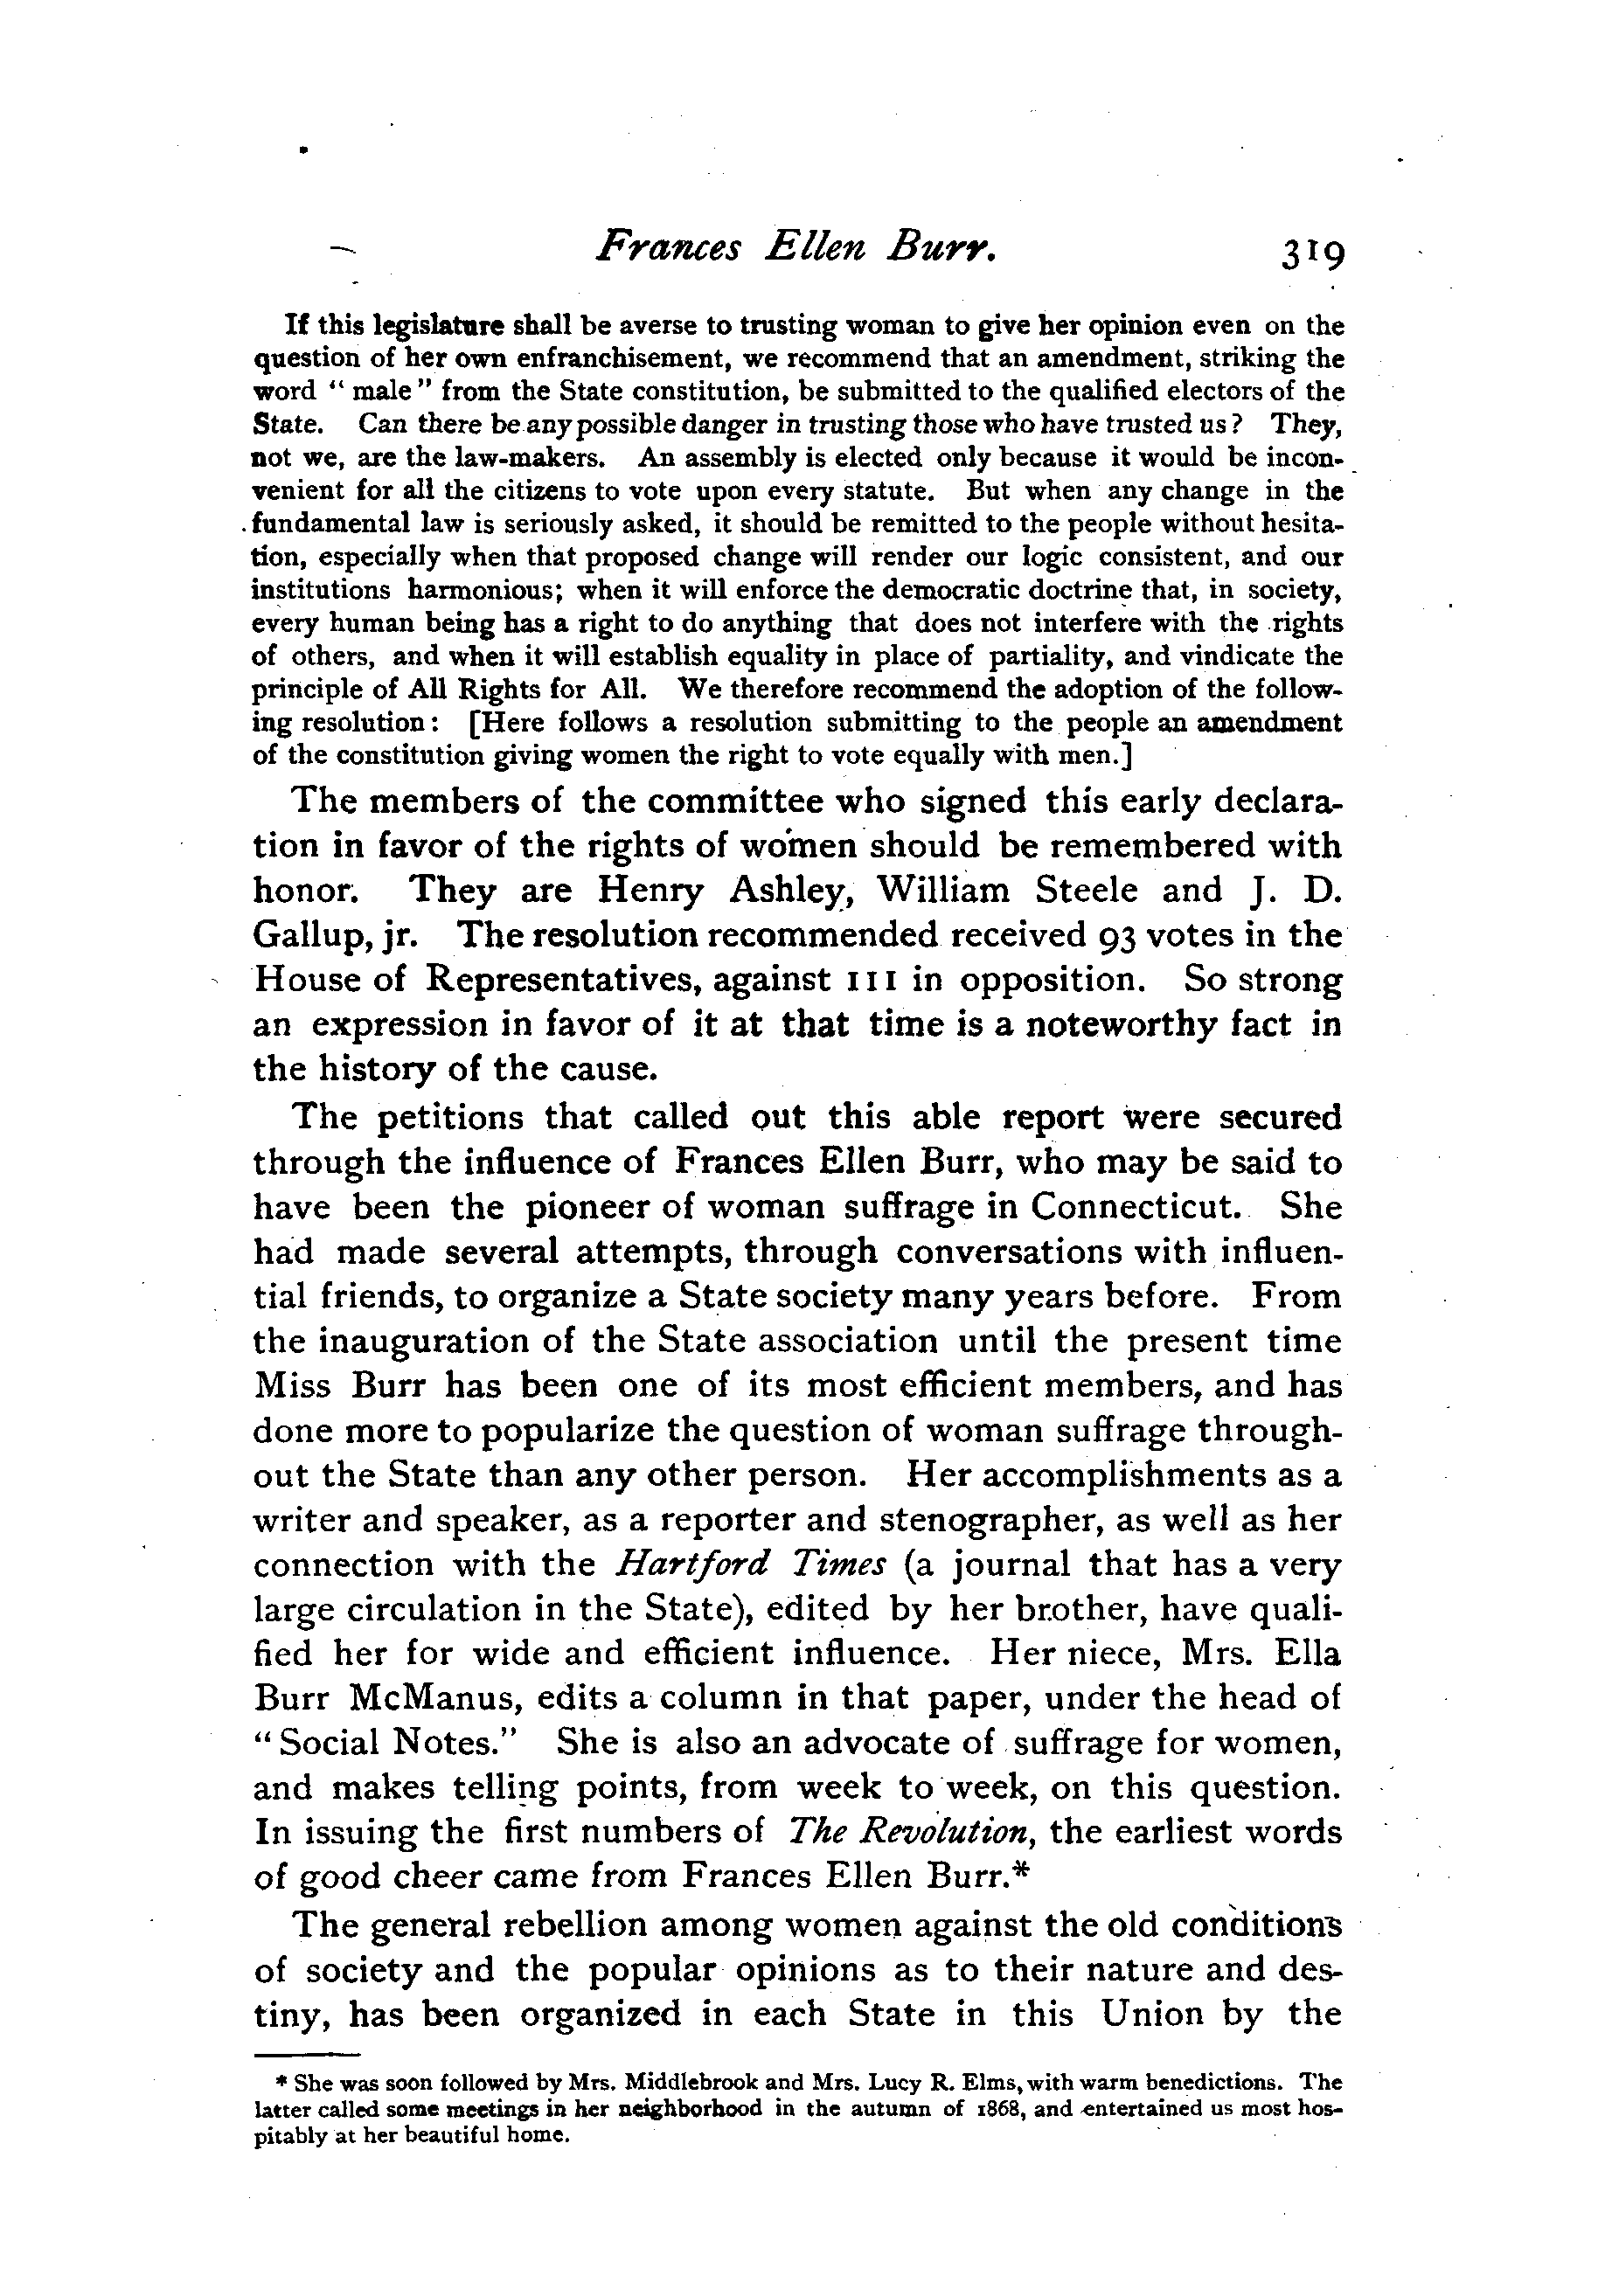 Frances Ellen Burr. 319
If this legislature shall be averse to trusting woman to give her opinion even on the
question of her own enfranchisement, we recommend that an amendment, striking the
word “ male ” from the State constitution, be submitted to the qualified electors of the
State. Can there be any possible danger in trusting those who have trusted us ? They,
not we, are the law-makers. An assembly is elected only because it would be incon-
venient for all the citizens to vote upon every statute. But when any change in the
fundamental law is seriously asked, it should be remitted to the people without hesita-
tion, especially when that proposed change will render our logic consistent, and our
institutions harmonious; when it will enforce the democratic doctrine that, in society,
every human being has a right to do anything that does not interfere with the rights
of others, and when it will establish equality in place of partiality, and vindicate the
principle of All Rights for All. We therefore recommend the adoption of the follow-
ing resolution : [Here follows a resolution submitting to the people an amendment
of the constitution giving women the right to vote equally with men.]
The members of the committee who signed this early declara-
tion in favor of the rights of women should be remembered with
honor. They are Henry Ashley, William Steele and J. D.
Gallup, jr. The resolution recommended received 93 votes in the
House of Representatives, against 111 in opposition. So strong
an expression in favor of it at that time is a noteworthy fact in
the history of the cause.
The petitions that called out this able report were secured
through the influence of Frances Ellen Burr, who may be said to
have been the pioneer of woman suffrage in Connecticut. She
had made several attempts, through conversations with influen-
tial friends, to organize a State society many years before. From
the inauguration of the State association until the present time
Miss Burr has been one of its most efficient members, and has
done more to popularize the question of woman suffrage through-
out the State than any other person. Her accomplishments as a
writer and speaker, as a reporter and stenographer, as well as her
connection with the Hartford Times (a journal that has a very
large circulation in the State), edited by her brother, have quali-
fied her for wide and efficient influence. Her niece, Mrs. Ella
Burr McManus, edits a column in that paper, under the head of
“ Social Notes.” She is also an advocate of suffrage for women,
and makes telling points, from week to week, on this question.
In issuing the first numbers of The Revolution, the earliest words
of good cheer came from Frances Ellen Burr.*
The general rebellion among women against the old conditions
of society and the popular opinions as to their nature and des-
tiny, has been organized in each State in this Union by the
* She was soon followed by Mrs. Middlebrook and Mrs. Lucy R. Elms, with warm benedictions. The
latter called some meetings in her neighborhood in the autumn of 1868, and entertained us most hos-
pitably at her beautiful home.